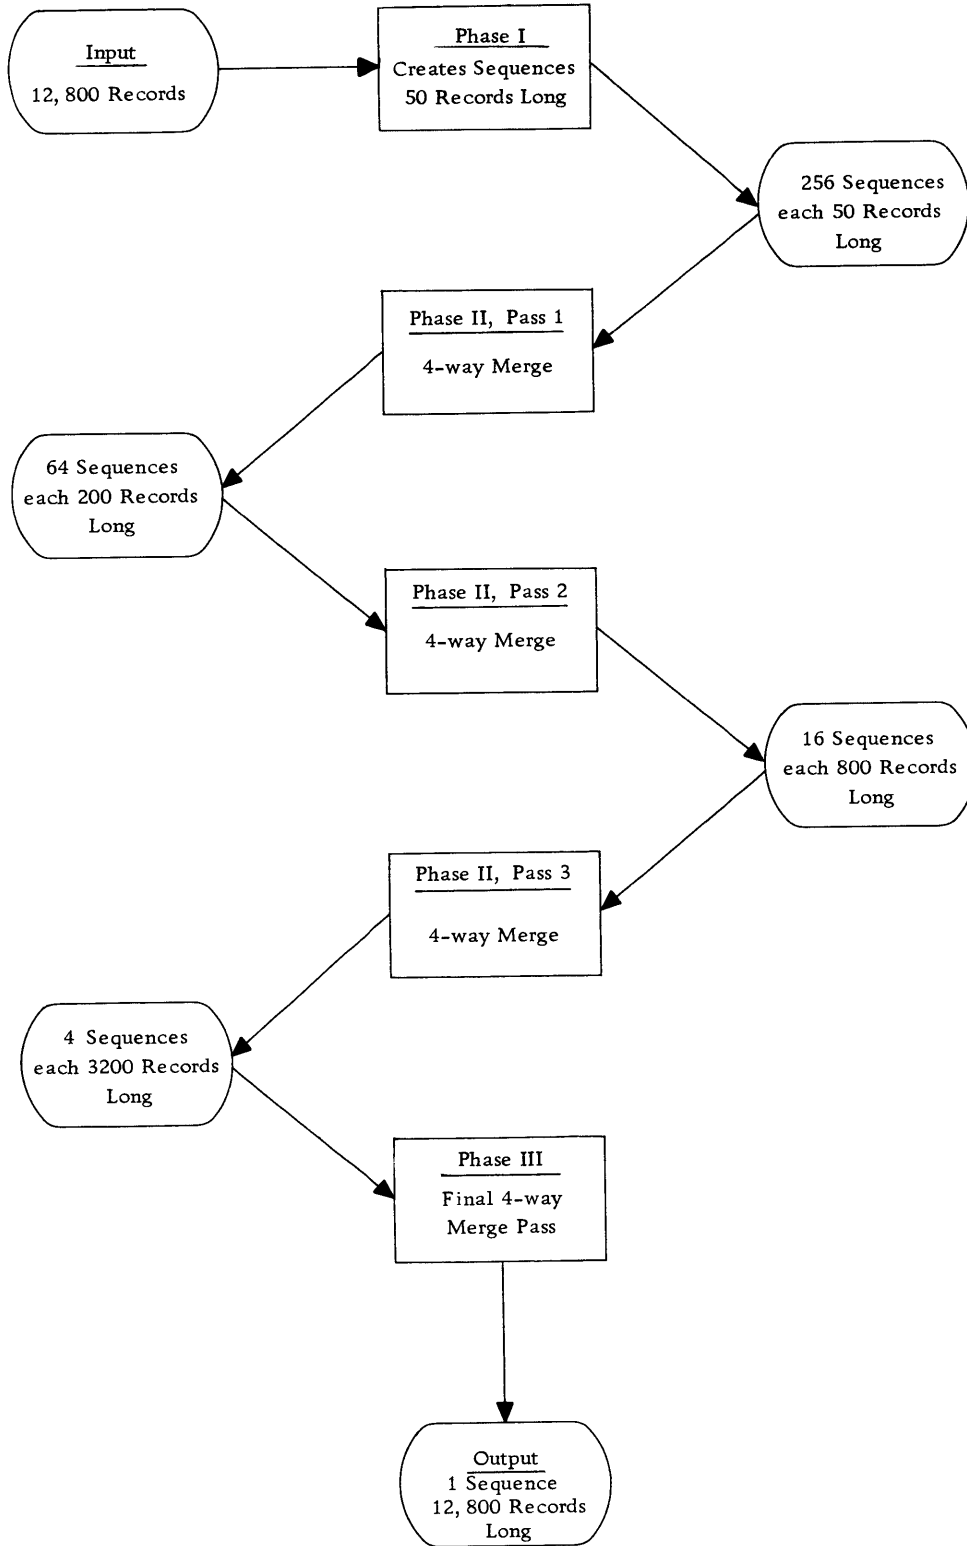 Input
12, 800 Records
Phase I
Creates Sequences
50 Records Long
256 Sequences
each 50 Records
Long
Phase II, Pass 1
4-way Merge
64 Sequences
each 200 Records
Long
Phase II, Pass 2
4-way Merge
16 Sequences
each 800 Records
Long
Phase II, Pass 3
4-way Merge
4 Sequences
each 3200 Records
Long
Phase III
Final 4-way
Merge Pass
Output
1 Sequence
12, 800 Records
Long